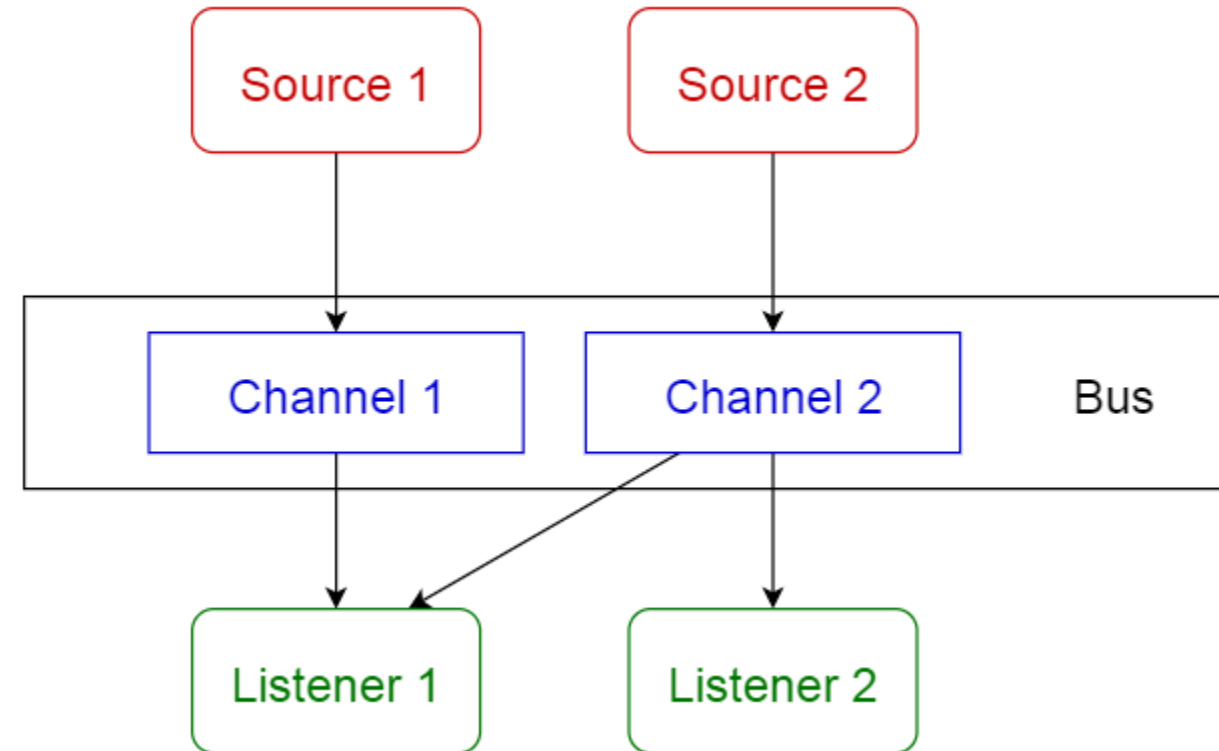 Source 1
Source 2
Channel 1
Channel 2
Bus
Listener 1
Listener 2